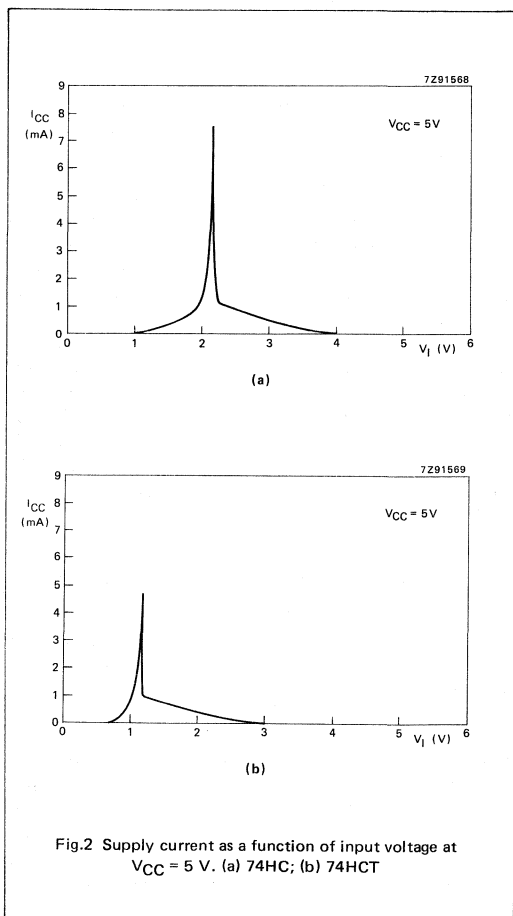 7Z91568
9
I_CC 8
(mA) 7
6
5
4
3
2
1
0
V_CC = 5V
0 1 2 3 4 5 V_I (V) 6
(a)
7Z91569
9
I_CC 8
(mA) 7
6
5
4
3
2
1
0
V_CC = 5V
0 1 2 3 4 5 V_I (V) 6
(b)
Fig.2 Supply current as a function of input voltage at
V_CC = 5 V. (a) 74HC; (b) 74HCT